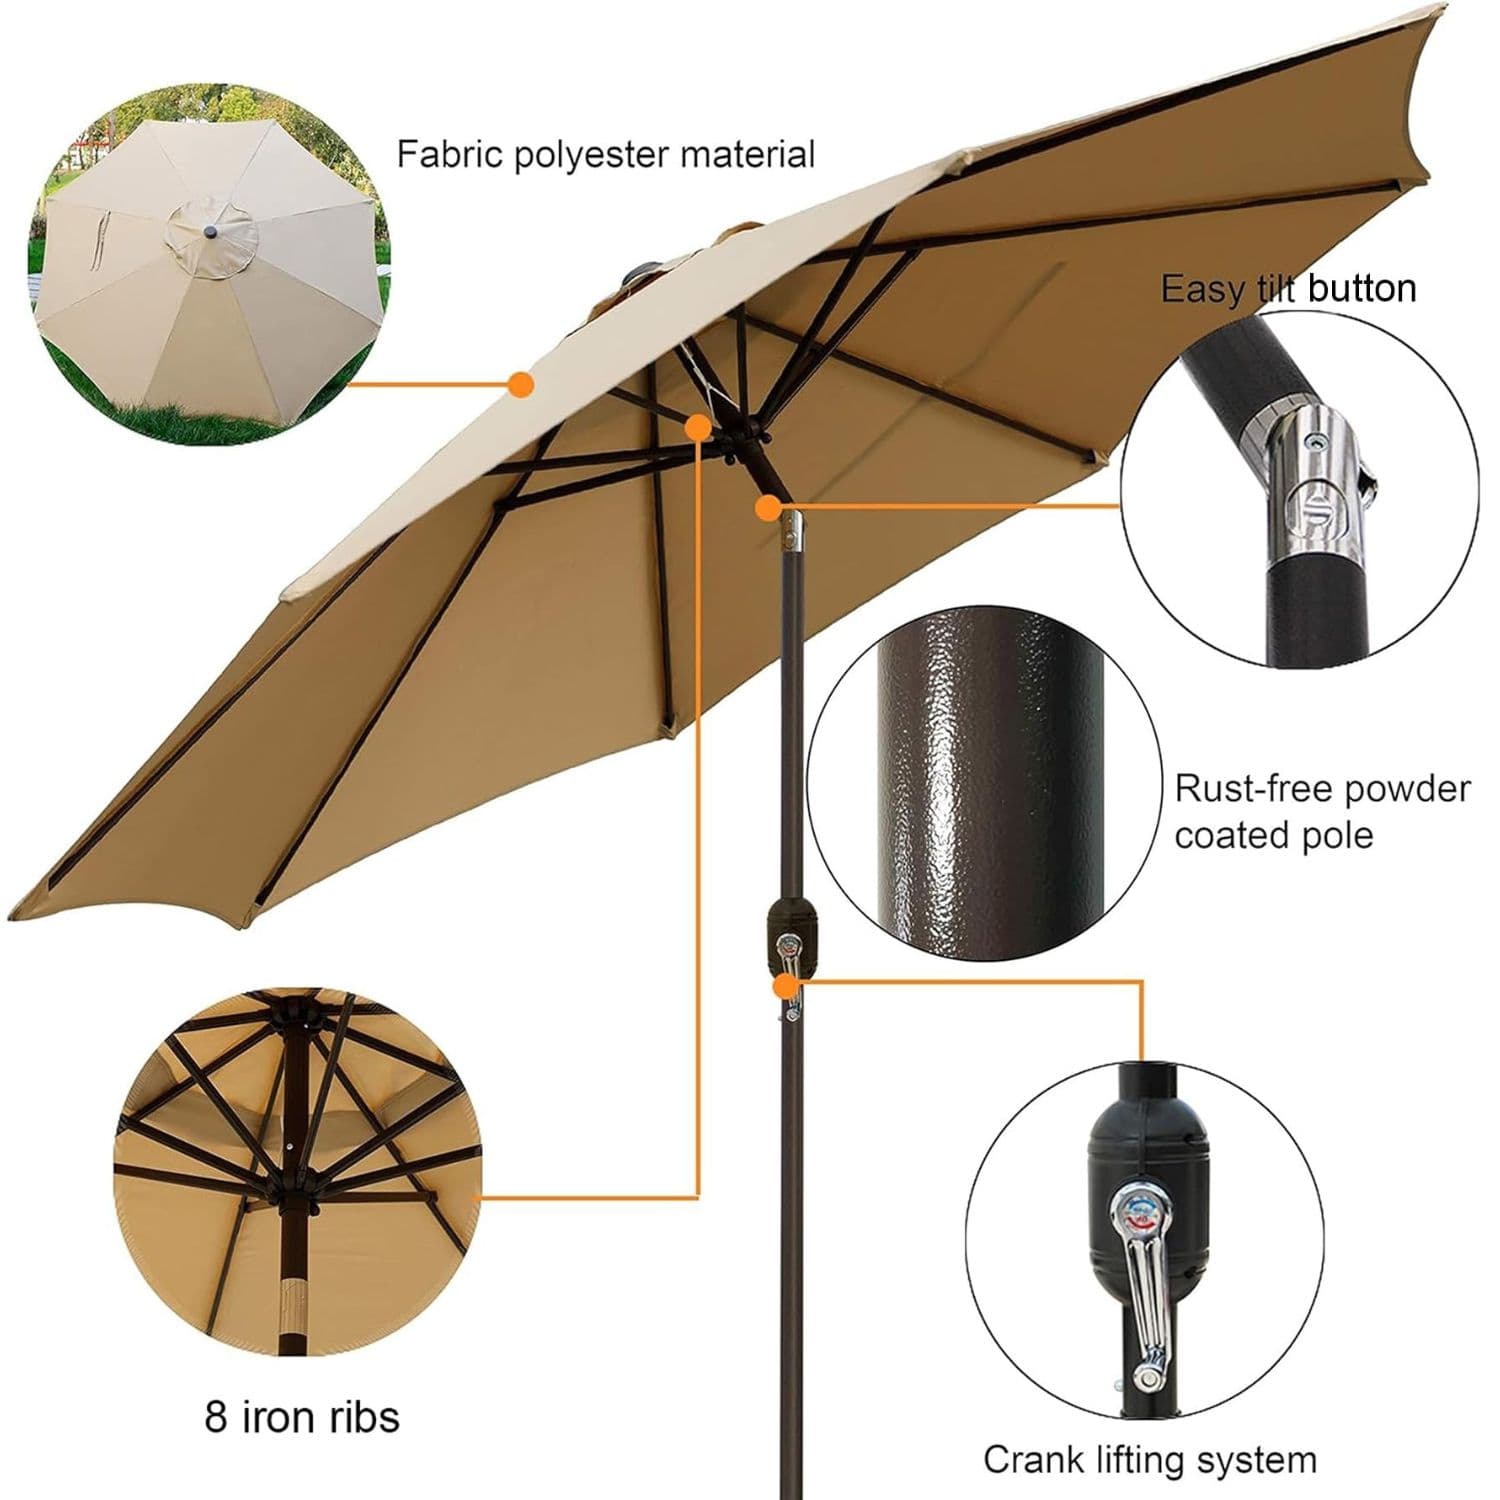 Fabric polyester material
Easy tilt button
Rust-free powder
coated pole
8 iron ribs
Crank lifting system